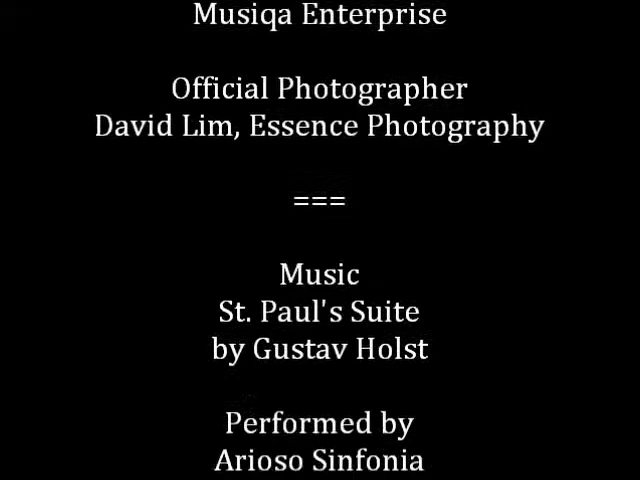 Musiqa Enterprise
Official Photographer
David Lim, Essence Photography
===
Music
St. Paul's Suite
by Gustav Holst
Performed by
Arioso Sinfonia